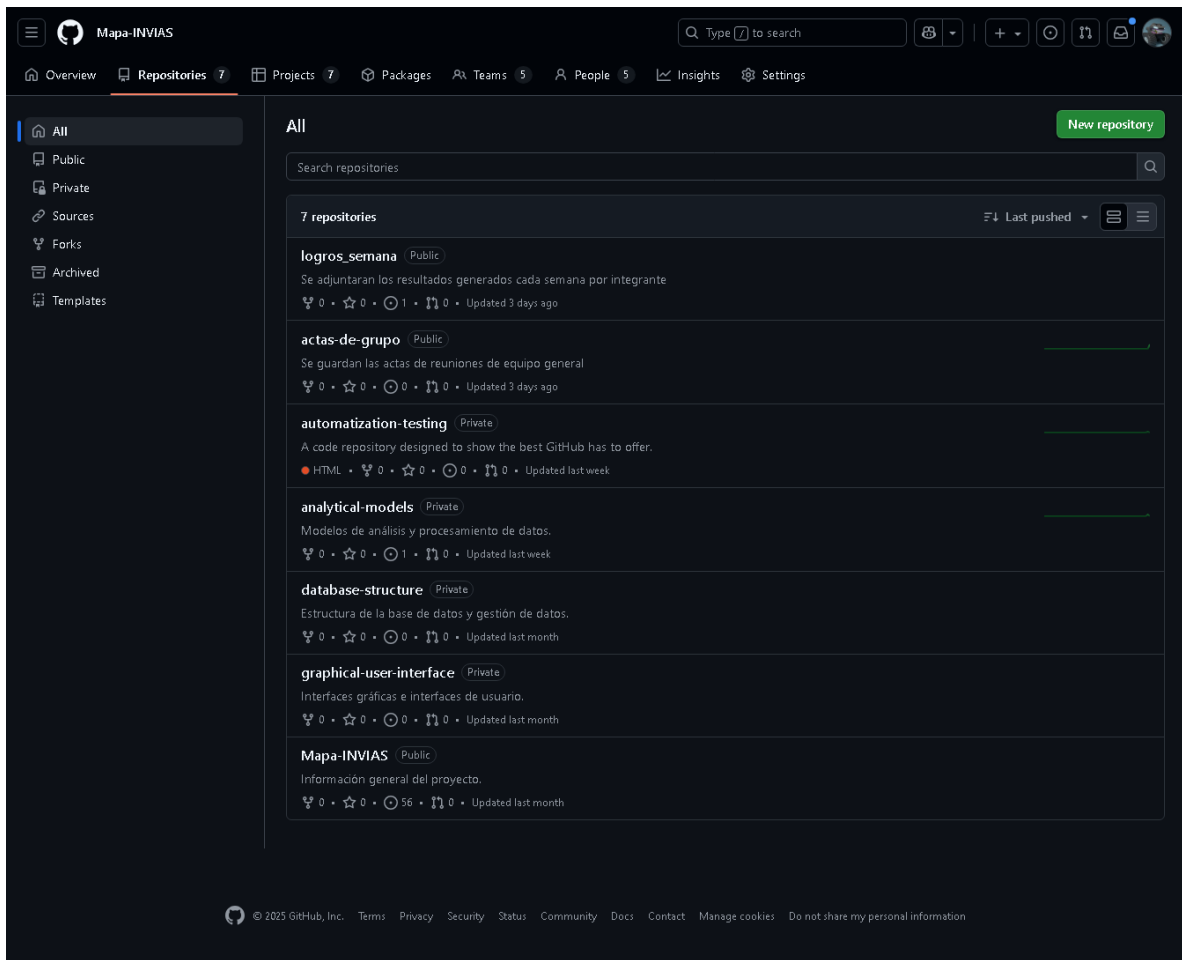 Mapa-INVIAS
Type / to search
Overview Repositories 7 Projects 7 Packages Teams 5 People 5 Insights Settings
All
Public
Private
Sources
Forks
Archived
Templates
All
New repository
Search repositories
7 repositories
Last pushed
logros_semana Public
Se adjuntaran los resultados generados cada semana por integrante
0 • 0 • 1 • 0 • Updated 3 days ago
actas-de-grupo Public
Se guardan las actas de reuniones de equipo general
0 • 0 • 0 • 0 • Updated 3 days ago
automatization-testing Private
A code repository designed to show the best GitHub has to offer.
HTML • 0 • 0 • 0 • 0 • Updated last week
analytical-models Private
Modelos de análisis y procesamiento de datos.
0 • 0 • 1 • 0 • Updated last week
database-structure Private
Estructura de la base de datos y gestión de datos.
0 • 0 • 0 • 0 • Updated last month
graphical-user-interface Private
Interfaces gráficas e interfaces de usuario.
0 • 0 • 0 • 0 • Updated last month
Mapa-INVIAS Public
Información general del proyecto.
0 • 0 • 56 • 0 • Updated last month
© 2025 GitHub, Inc. Terms Privacy Security Status Community Docs Contact Manage cookies Do not share my personal information